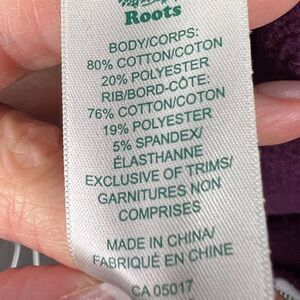 Roots
BODY/CORPS:
80% COTTON/COTON
20% POLYESTER
RIB/BORD-CÔTE:
76% COTTON/COTON
19% POLYESTER
5% SPANDEX/
ÉLASTHANNE
EXCLUSIVE OF TRIMS/
GARNITURES NON
COMPRISES
MADE IN CHINA/
FABRIQUÉ EN CHINE
CA 05017